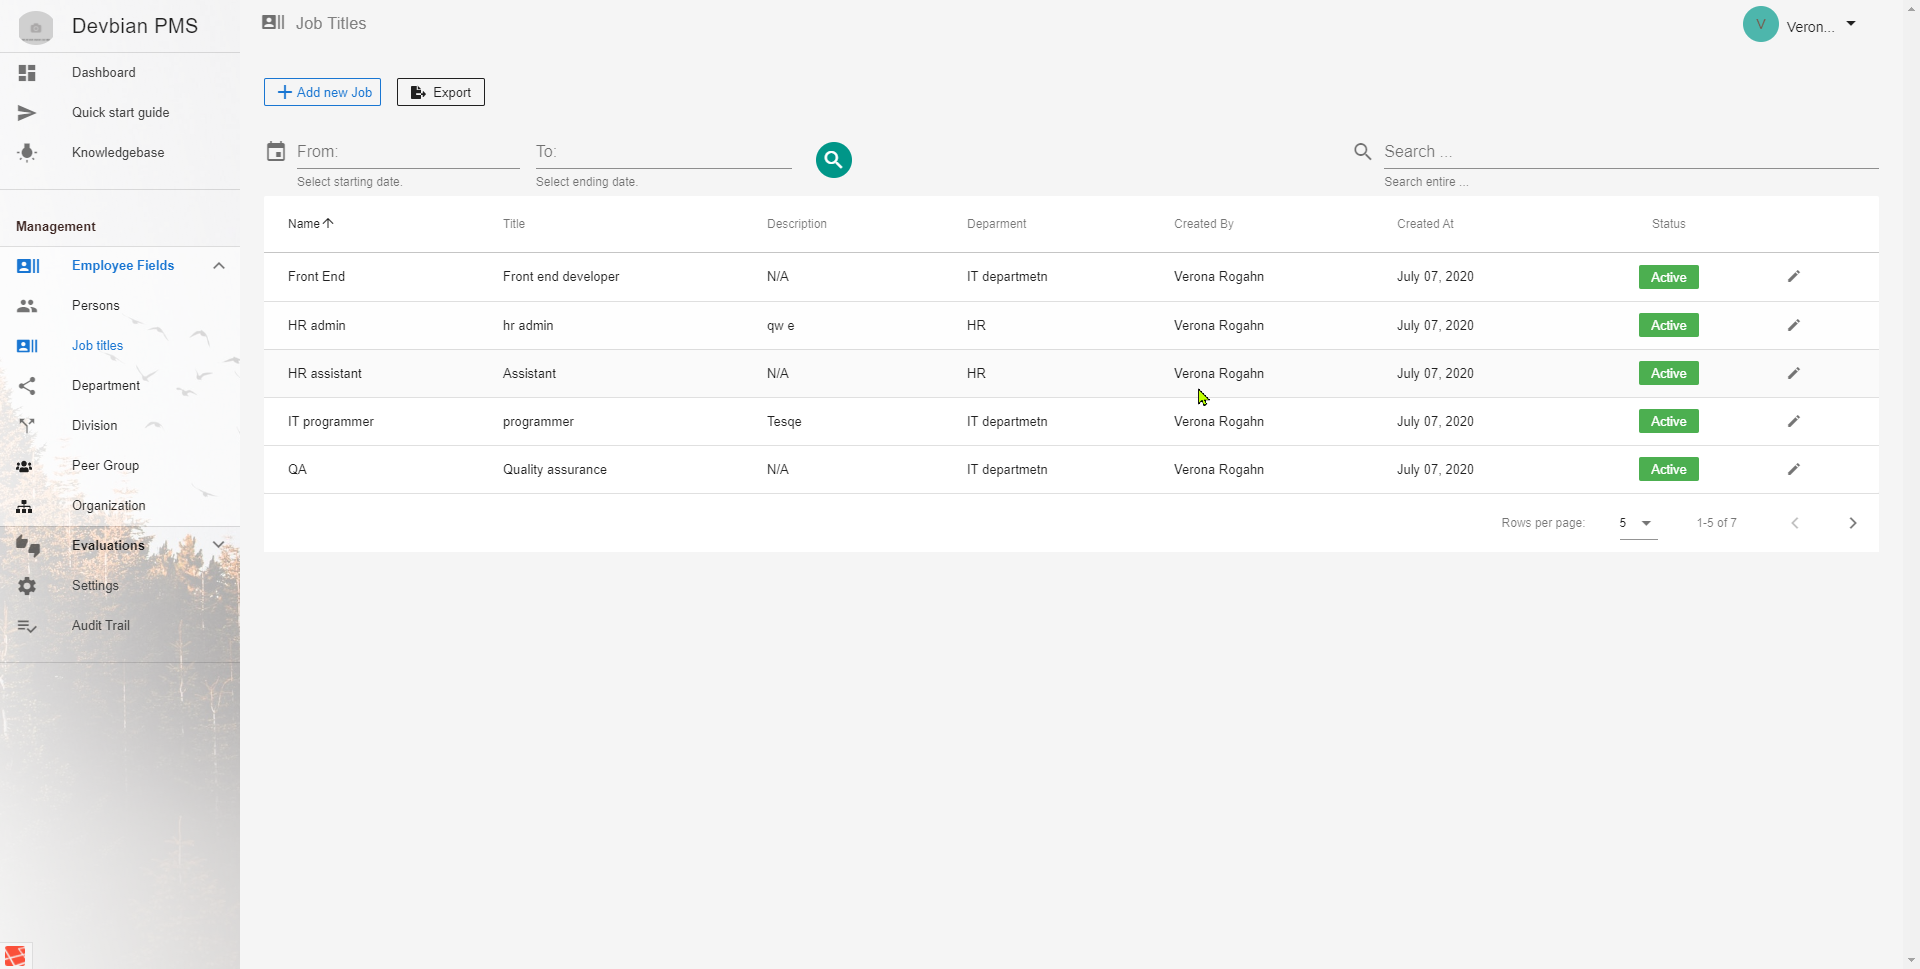 Devbian PMS
Job Titles
V
Veron...
Dashboard
Quick start guide
Knowledgebase
Management
Employee Fields
Persons
Job titles
Department
Division
Peer Group
Organization
Evaluations
Settings
Audit Trail
Add new Job
Export
From:
Select starting date.
To:
Select ending date.
Search ...
Search entire ...
Name Title Description Deparment Created By Created At Status
Front End Front end developer N/A IT departmetn Verona Rogahn July 07, 2020 Active
HR admin hr admin qw e HR Verona Rogahn July 07, 2020 Active
HR assistant Assistant N/A HR Verona Rogahn July 07, 2020 Active
IT programmer programmer Tesqe IT departmetn Verona Rogahn July 07, 2020 Active
QA Quality assurance N/A IT departmetn Verona Rogahn July 07, 2020 Active
Rows per page: 5 1-5 of 7